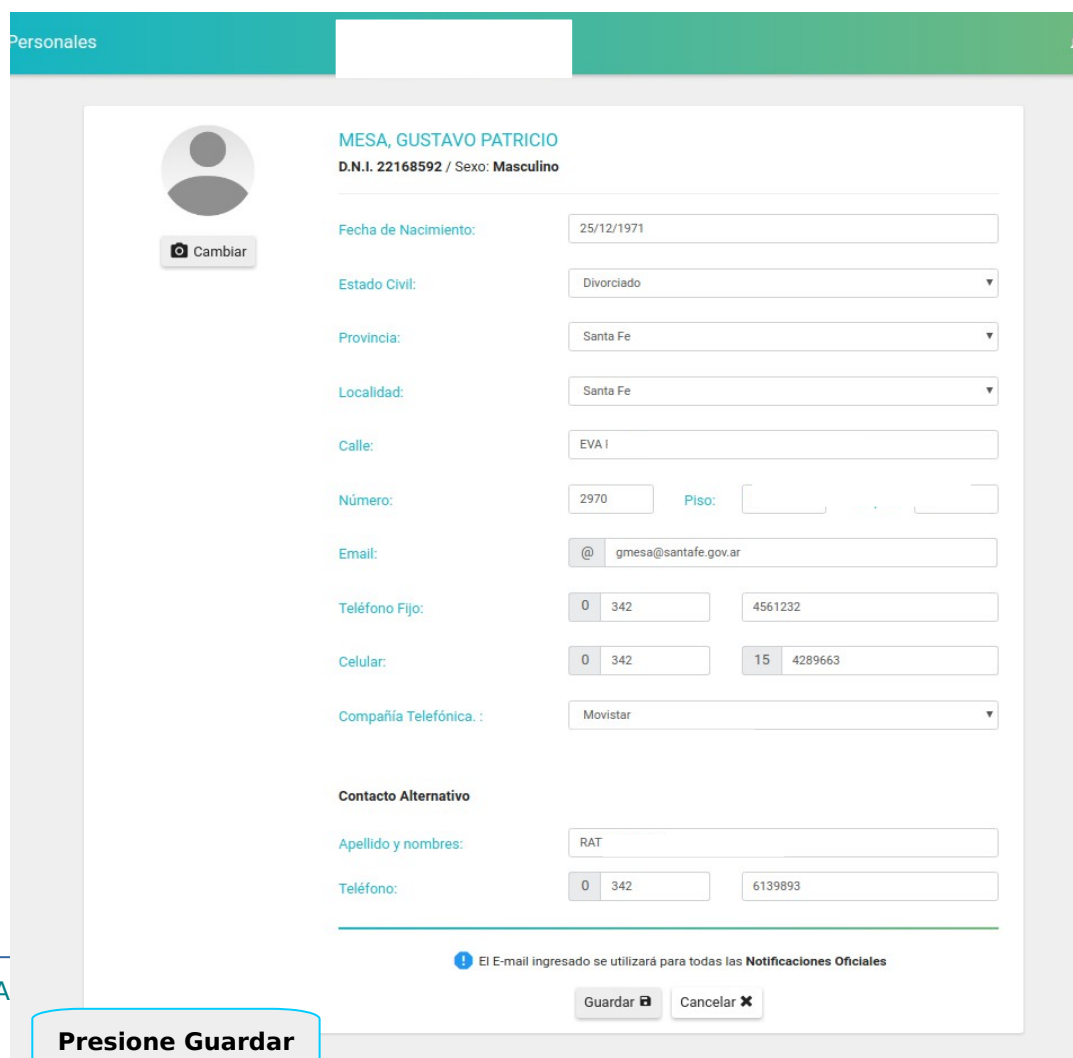 Personales
MESA, GUSTAVO PATRICIO
D.N.I. 22168592 / Sexo: Masculino
Cambiar
Fecha de Nacimiento: 25/12/1971
Estado Civil: Divorciado
Provincia: Santa Fe
Localidad: Santa Fe
Calle: EVA
Número: 2970 Piso:
Email: @ gmesa@santafe.gov.ar
Teléfono Fijo: 0 342 4561232
Celular: 0 342 15 4289663
Compañía Telefónica. : Movistar
Contacto Alternativo
Apellido y nombres: RAT
Teléfono: 0 342 6139893
El E-mail ingresado se utilizará para todas las Notificaciones Oficiales
Guardar Cancelar
A
Presione Guardar